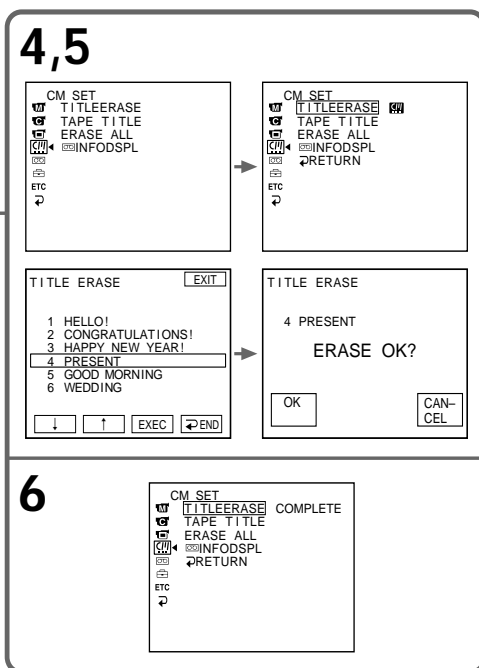 4,5
CM SET
TITLEERASE
TAPE TITLE
ERASE ALL
INFODSPL
ETC
CM SET
TITLEERASE
TAPE TITLE
ERASE ALL
INFODSPL
RETURN
ETC
TITLE ERASE EXIT
1 HELLO!
2 CONGRATULATIONS!
3 HAPPY NEW YEAR!
4 PRESENT
5 GOOD MORNING
6 WEDDING
↓ ↑ EXEC END
TITLE ERASE
4 PRESENT
ERASE OK?
OK CAN–
CEL
6
CM SET
TITLEERASE COMPLETE
TAPE TITLE
ERASE ALL
INFODSPL
RETURN
ETC